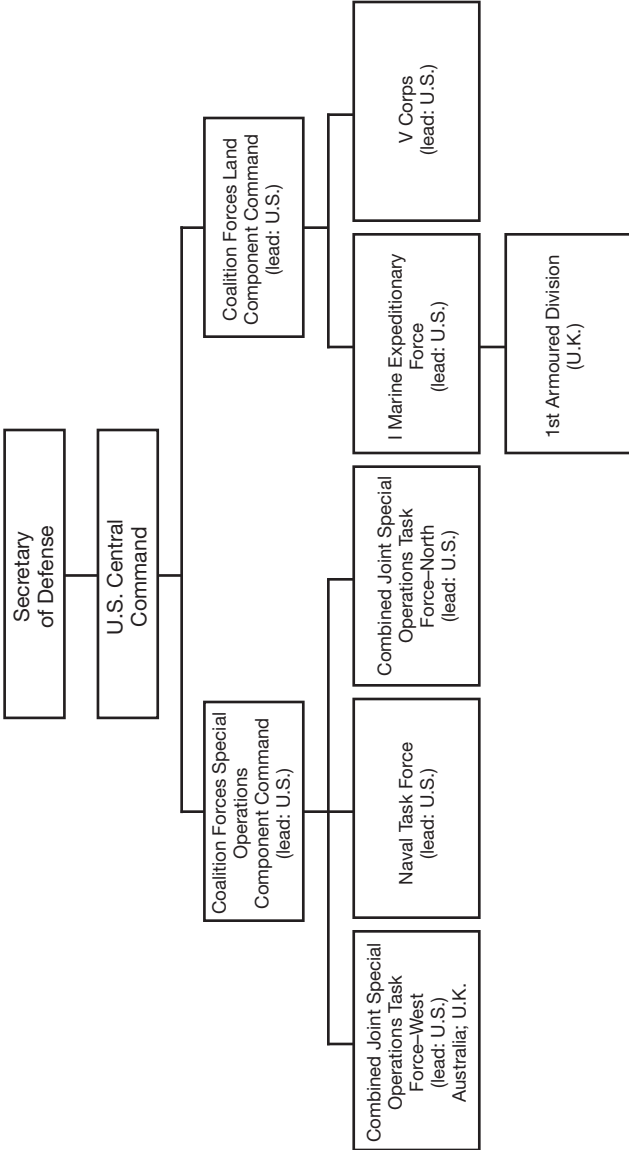 Secretary
of Defense
U.S. Central
Command
Coalition Forces Special
Operations
Component Command
(lead: U.S.)
Coalition Forces Land
Component Command
(lead: U.S.)
Combined Joint Special
Operations Task
Force–West
(lead: U.S.)
Australia; U.K.
Naval Task Force
(lead: U.S.)
Combined Joint Special
Operations Task
Force–North
(lead: U.S.)
I Marine Expeditionary
Force
(lead: U.S.)
V Corps
(lead: U.S.)
1st Armoured Division
(U.K.)